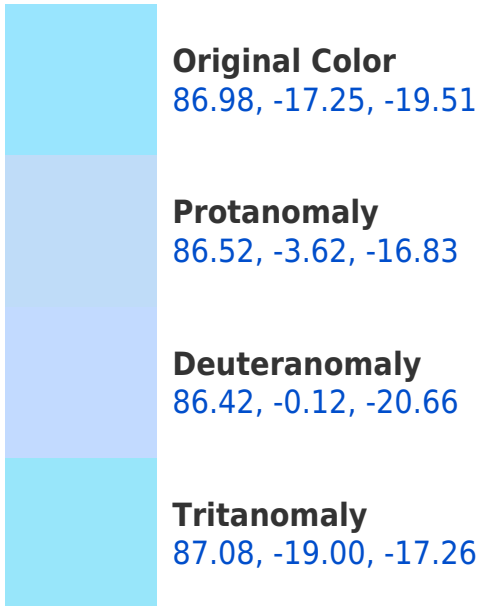 Original Color
86.98, -17.25, -19.51
Protanomaly
86.52, -3.62, -16.83
Deuteranomaly
86.42, -0.12, -20.66
Tritanomaly
87.08, -19.00, -17.26